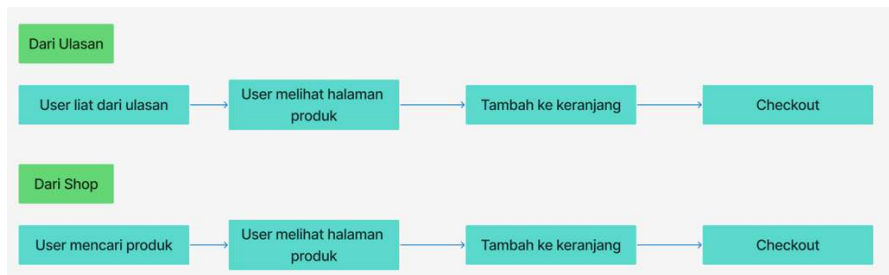 Dari Ulasan
User liat dari ulasan
User melihat halaman
produk
Tambah ke keranjang
Checkout
Dari Shop
User mencari produk
User melihat halaman
produk
Tambah ke keranjang
Checkout